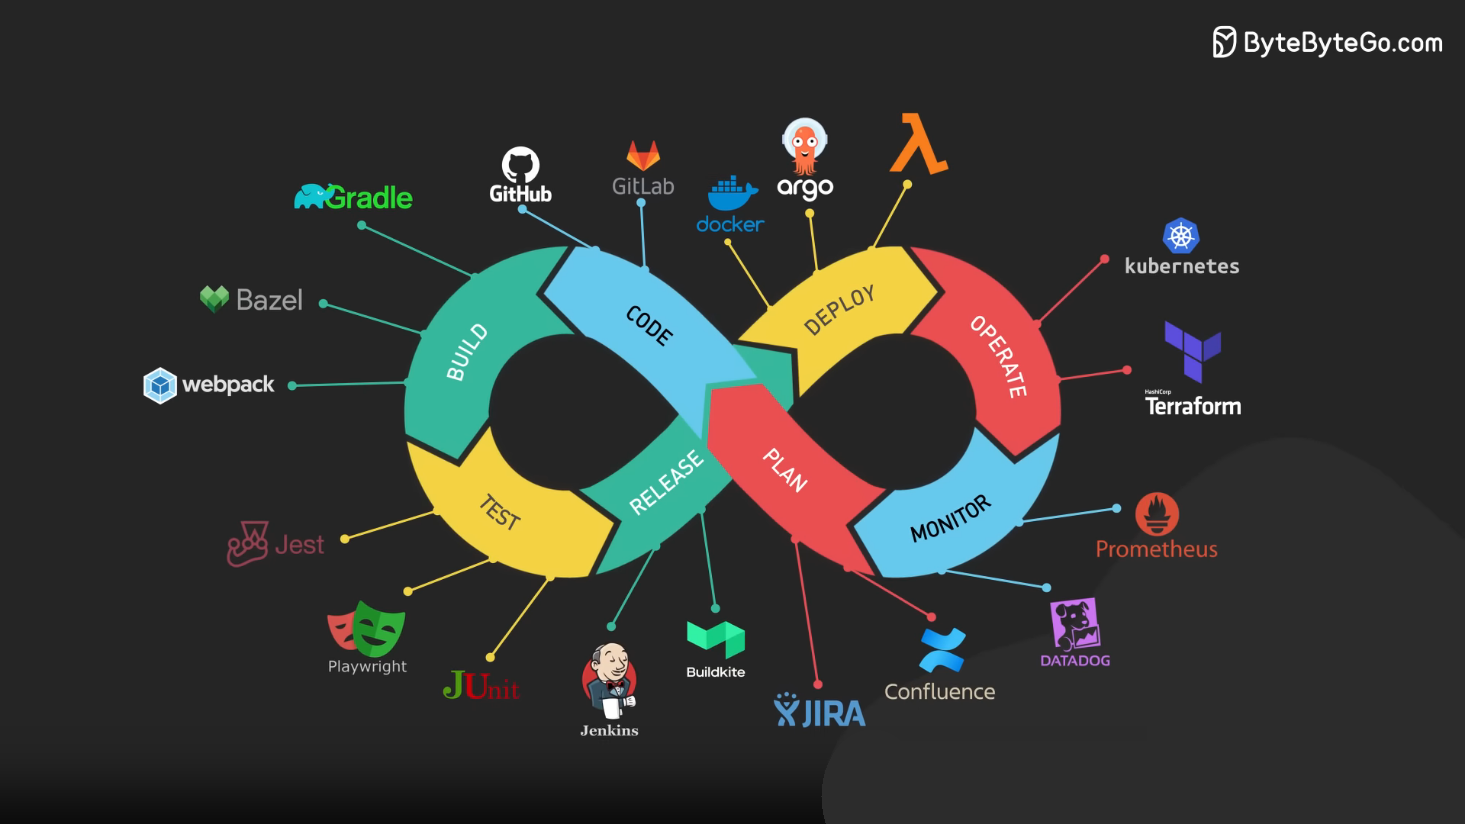 ByteByteGo.com
GitHub
GitLab
argo
docker
Gradle
kubernetes
Bazel
webpack
HashiCorp
Terraform
BUILD
CODE
DEPLOY
OPERATE
TEST
RELEASE
PLAN
MONITOR
Jest
Prometheus
Playwright
DATADOG
JUnit
Buildkite
Jenkins
Confluence
JIRA